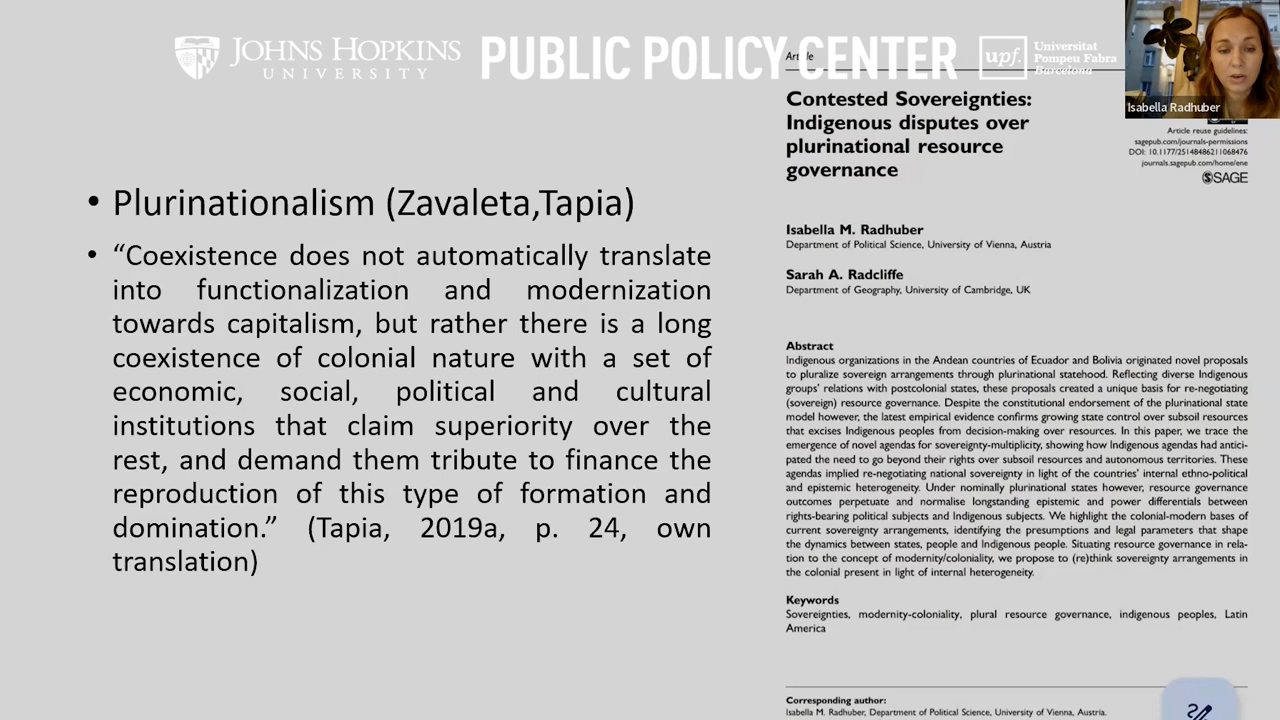 JOHNS HOPKINS
UNIVERSITY
PUBLIC POLICY CENTER
upf.
Universitat
Pompeu Fabra
Barcelona
Isabella Radhuber
• Plurinationalism (Zavaleta,Tapia)
• “Coexistence does not automatically translate
into functionalization and modernization
towards capitalism, but rather there is a long
coexistence of colonial nature with a set of
economic, social, political and cultural
institutions that claim superiority over the
rest, and demand them tribute to finance the
reproduction of this type of formation and
domination.” (Tapia, 2019a, p. 24, own
translation)
Article
Contested Sovereignties:
Indigenous disputes over
plurinational resource
governance
Article reuse guidelines:
sagepub.com/journals-permissions
DOI: 10.1177/25148486211068476
journals.sagepub.com/home/ene
SAGE
Isabella M. Radhuber
Department of Political Science, University of Vienna, Austria
Sarah A. Radcliffe
Department of Geography, University of Cambridge, UK
Abstract
Indigenous organizations in the Andean countries of Ecuador and Bolivia originated novel proposals
to pluralize sovereign arrangements through plurinational statehood. Reflecting diverse Indigenous
groups’ relations with postcolonial states, these proposals created a unique basis for re-negotiating
(sovereign) resource governance. Despite the constitutional endorsement of the plurinational state
model however, the latest empirical evidence confirms growing state control over subsoil resources
that excises Indigenous peoples from decision-making over resources. In this paper, we trace the
emergence of novel agendas for sovereignty-multiplicity, showing how Indigenous agendas had antici-
pated the need to go beyond their rights over subsoil resources and autonomous territories. These
agendas implied re-negotiating national sovereignty in light of the countries’ internal ethno-political
and epistemic heterogeneity. Under nominally plurinational states however, resource governance
outcomes perpetuate and normalise longstanding epistemic and power differentials between
rights-bearing political subjects and Indigenous subjects. We highlight the colonial-modern bases of
current sovereignty arrangements, identifying the presumptions and legal parameters that shape
the dynamics between states, people and Indigenous people. Situating resource governance in rela-
tion to the concept of modernity/coloniality, we propose to (re)think sovereignty arrangements in
the colonial present in light of internal heterogeneity.
Keywords
Sovereignties, modernity-coloniality, plural resource governance, indigenous peoples, Latin
America
Corresponding author:
Isabella M. Radhuber, Department of Political Science, University of Vienna, Austria.